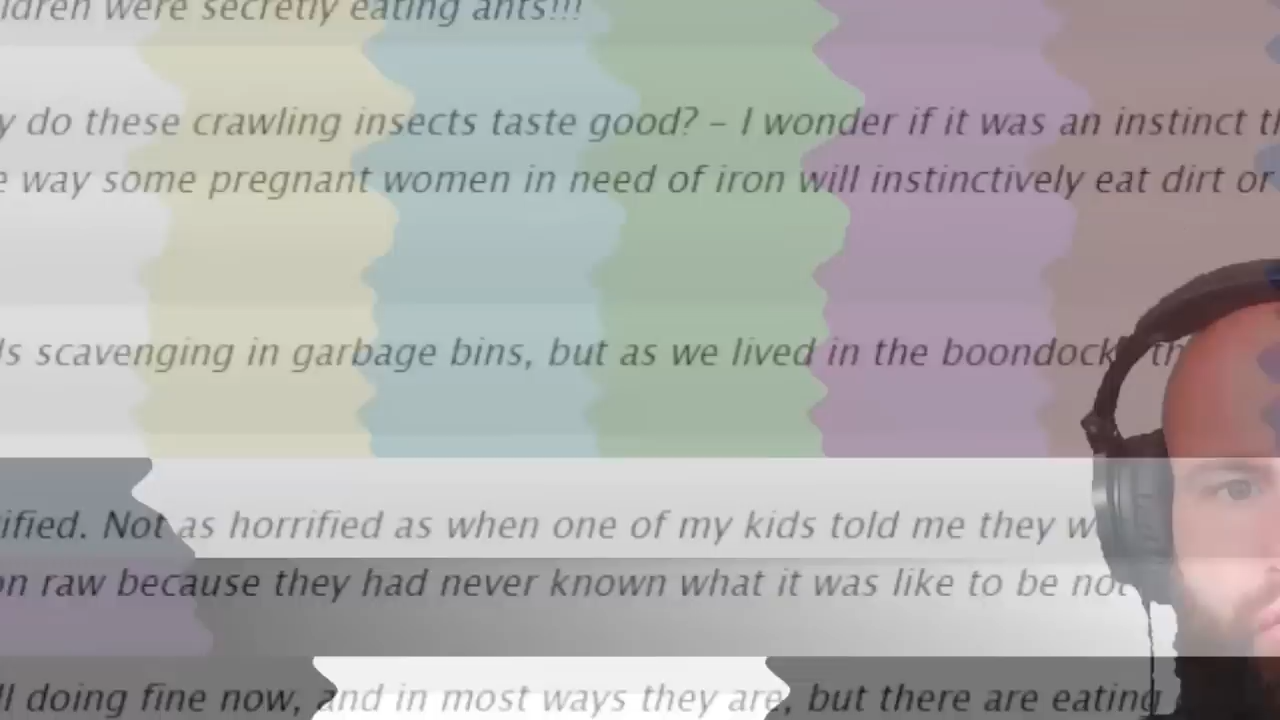 ldren were secretly eating ants!!!
y do these crawling insects taste good? – I wonder if it was an instinct th
e way some pregnant women in need of iron will instinctively eat dirt or
ls scavenging in garbage bins, but as we lived in the boondock th
ified. Not as horrified as when one of my kids told me they w
on raw because they had never known what it was like to be not
ll doing fine now, and in most ways they are, but there are eating